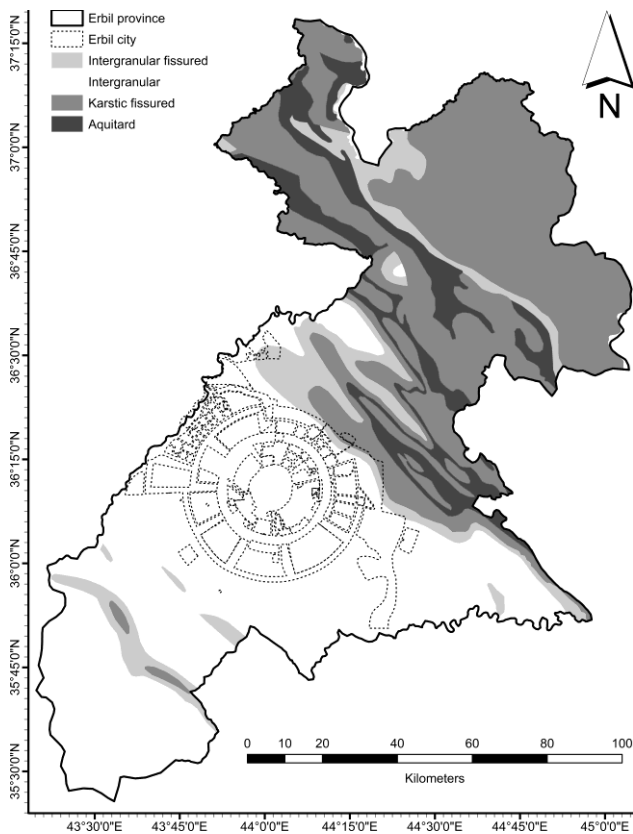 Erbil province
Erbil city
Intergranular fissured
Intergranular
Karstic fissured
Aquitard
N
37°15'0"N
37°0'0"N
36°45'0"N
36°30'0"N
36°15'0"N
36°0'0"N
35°45'0"N
35°30'0"N
0 10 20 40 60 80 100
Kilometers
43°30'0"E 43°45'0"E 44°0'0"E 44°15'0"E 44°30'0"E 44°45'0"E 45°0'0"E